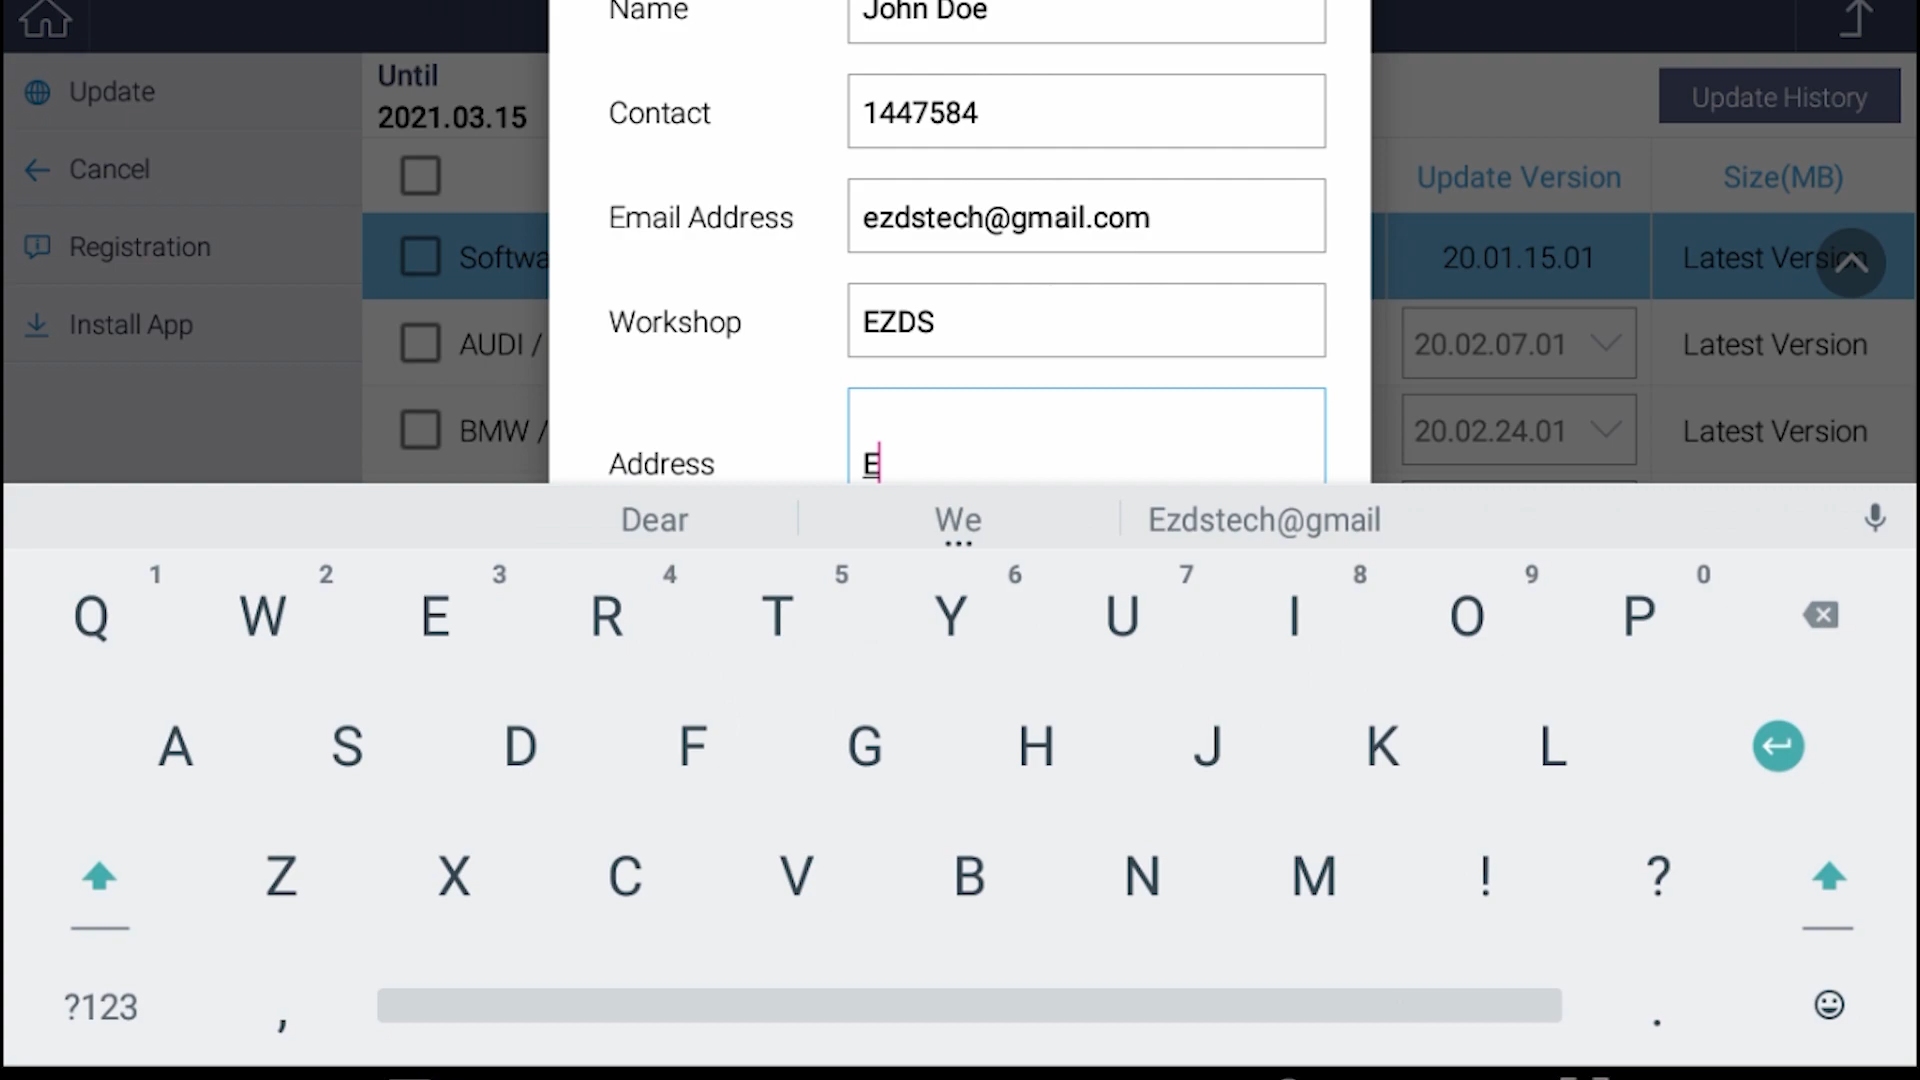 Name John Doe
Update
Until
2021.03.15
Contact 1447584
Update History
Cancel
Update Version Size(MB)
Email Address ezdstech@gmail.com
Registration
Softwa 20.01.15.01 Latest Version
Workshop EZDS
Install App
AUDI / 20.02.07.01 Latest Version
BMW / 20.02.24.01 Latest Version
Address E
Dear We Ezdstech@gmail
1 2 3 4 5 6 7 8 9 0
Q W E R T Y U I O P
A S D F G H J K L
Z X C V B N M ! ?
?123 , .